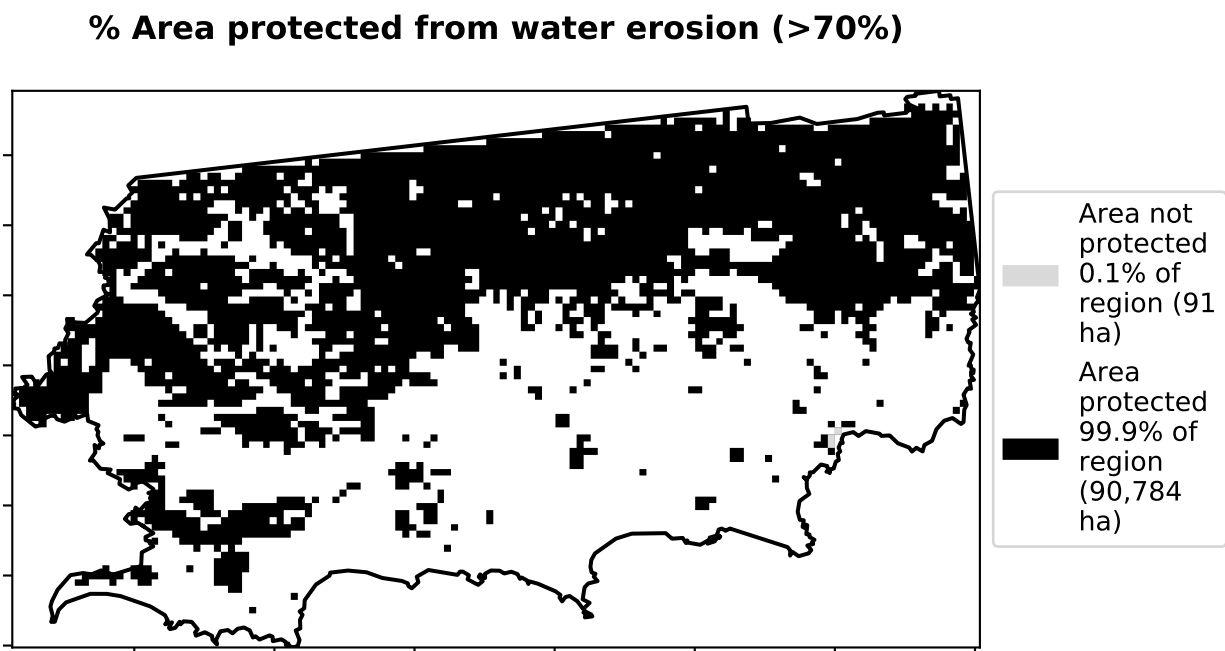 % Area protected from water erosion (>70%)
Area not
protected
0.1% of
region (91
ha)
Area
protected
99.9% of
region
(90,784
ha)